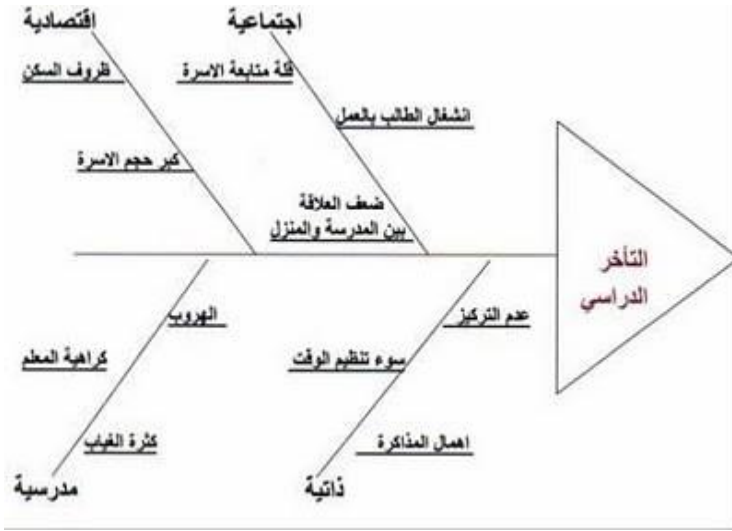 اجتماعية
اقتصادية
قلة متابعة الاسرة
ظروف السكن
انشغال الطالب بالعمل
كبر حجم الاسرة
ضعف العلاقة
بين المدرسة والمنزل
التأخر
الدراسي
عدم التركيز
الهروب
سوء تنظيم الوقت
كراهية المعلم
اهمال المذاكرة
كثرة الغياب
ذاتية
مدرسية